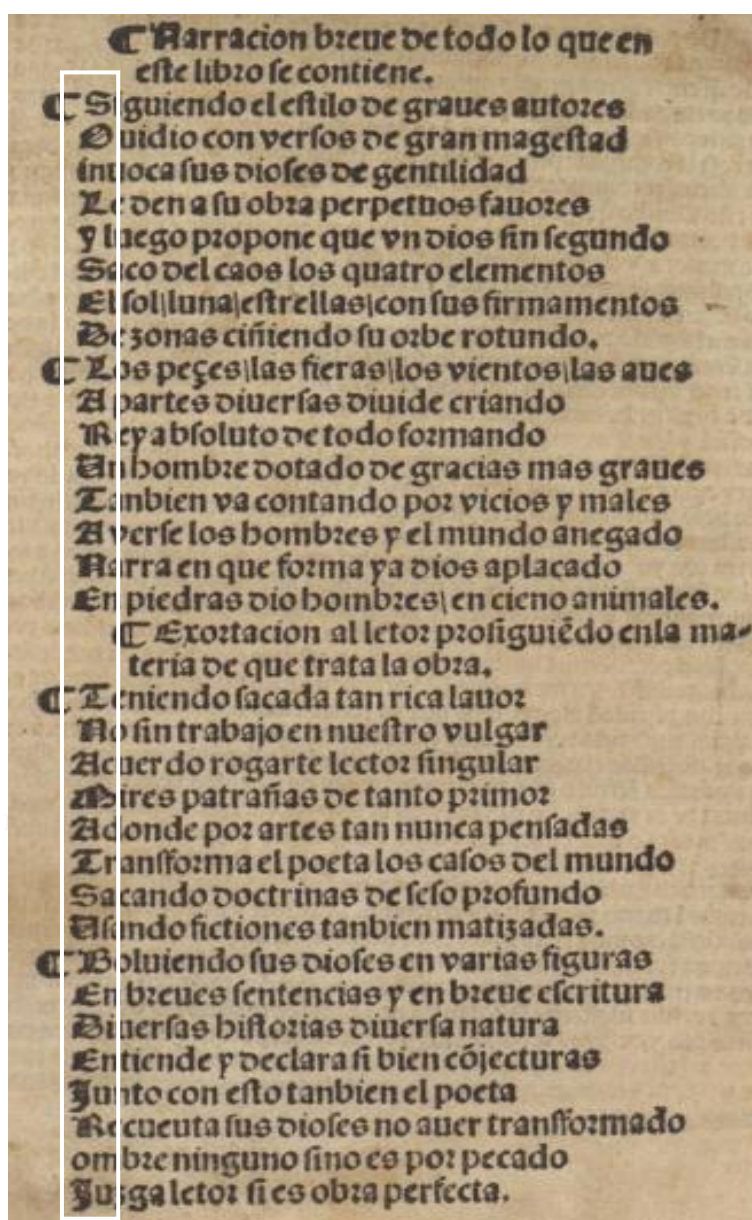 ¶ Narracion breue de todo lo que en
este libro se contiene.
¶ Siguiendo el estilo de graues autores
Ouidio con versos de gran magestad
inuoca sus dioses de gentilidad
Le den a su obra perpetuos fauores
y luego propone que vn dios sin segundo
Saco del caos los quatro elementos
El sol|luna|estrellas|con sus firmamentos
De zonas ciñiendo su orbe rotundo.
¶ Los peçes|las fieras|los vientos|las aues
A partes diuersas diuide criando
Rey absoluto de todo formando
Un hombre dotado de gracias mas graues
Tanbien va contando por vicios y males
A verse los hombres y el mundo anegado
Narra en que forma ya dios aplacado
En piedras dio hombres| en cieno animales.
¶ Exortacion al letor prosiguiẽdo enla ma-
teria de que trata la obra.
¶ Teniendo sacada tan rica lauor
No sin trabajo en nuestro vulgar
Acuerdo rogarte lector singular
Mires patrañas de tanto primor
Adonde por artes tan nunca pensadas
Transforma el poeta los casos del mundo
Sacando doctrinas de seso profundo
Usando fictiones tanbien matizadas.
¶ Boluiendo sus dioses en varias figuras
En breues sentencias y en breue escritura
Diuersas historias diuersa natura
Entiende y declara si bien cõjecturas
Junto con esto tanbien el poeta
Recueuta sus dioses no auer transformado
ombre ninguno sino es por pecado
Juzga letor si es obra perfecta.